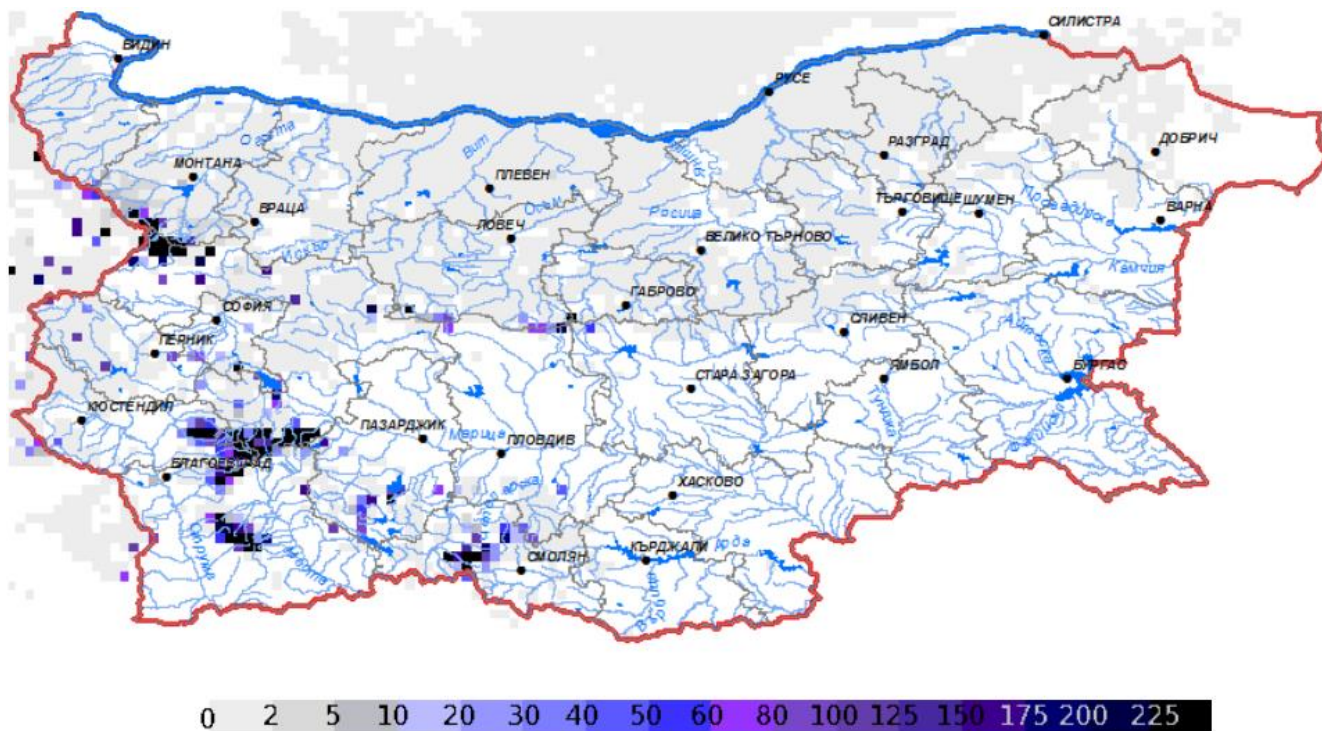 СИЛИСТРА
ВИДИН
РУСЕ
Огоста
Вит
РАЗГРАД
ДОБРИЧ
МОНТАНА
ПЛЕВЕН
ВРАЦА
Осъм
Росица
ТЪРГОВИЩЕ
ШУМЕН
Провадийска
ВАРНА
ЛОВЕЧ
Искър
ВЕЛИКО ТЪРНОВО
Камчия
ГАБРОВО
СОФИЯ
СЛИВЕН
ПЕРНИК
СТАРА ЗАГОРА
ЯМБОЛ
БУРГАС
КЮСТЕНДИЛ
Тунджа
ПАЗАРДЖИК
Марица
ПЛОВДИВ
БЛАГОЕВГРАД
ХАСКОВО
Струма
Места
СМОЛЯН
КЪРДЖАЛИ
рда
0 2 5 10 20 30 40 50 60 80 100 125 150 175 200 225